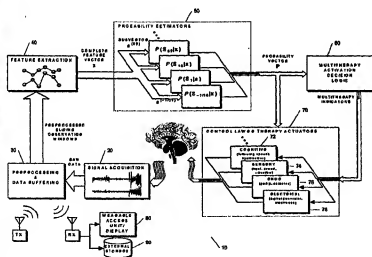 50
PROBABILITY ESTIMATORS
40
FEATURE EXTRACTION
COMPLETE FEATURE VECTOR
x
SUBVECTOR
PROBABILITY VECTOR
P
60
MULTITHERAPY ACTIVATION DECISION LOGIC
MULTITHERAPY INDICATORS
PREPROCESSED SLIDING OBSERVATION WINDOWS
70
CONTROL LAWS & THERAPY ACTUATORS
72
COGNITIVE
SENSORY
74
DRUG
76
ELECTRICAL
78
30
PREPROCESSING & DATA BUFFERING
RAW DATA
20
SIGNAL ACQUISITION
TX
RX
WEARABLE ACCESS UNIT/ DISPLAY
80
EXTERNAL STORAGE
90
10